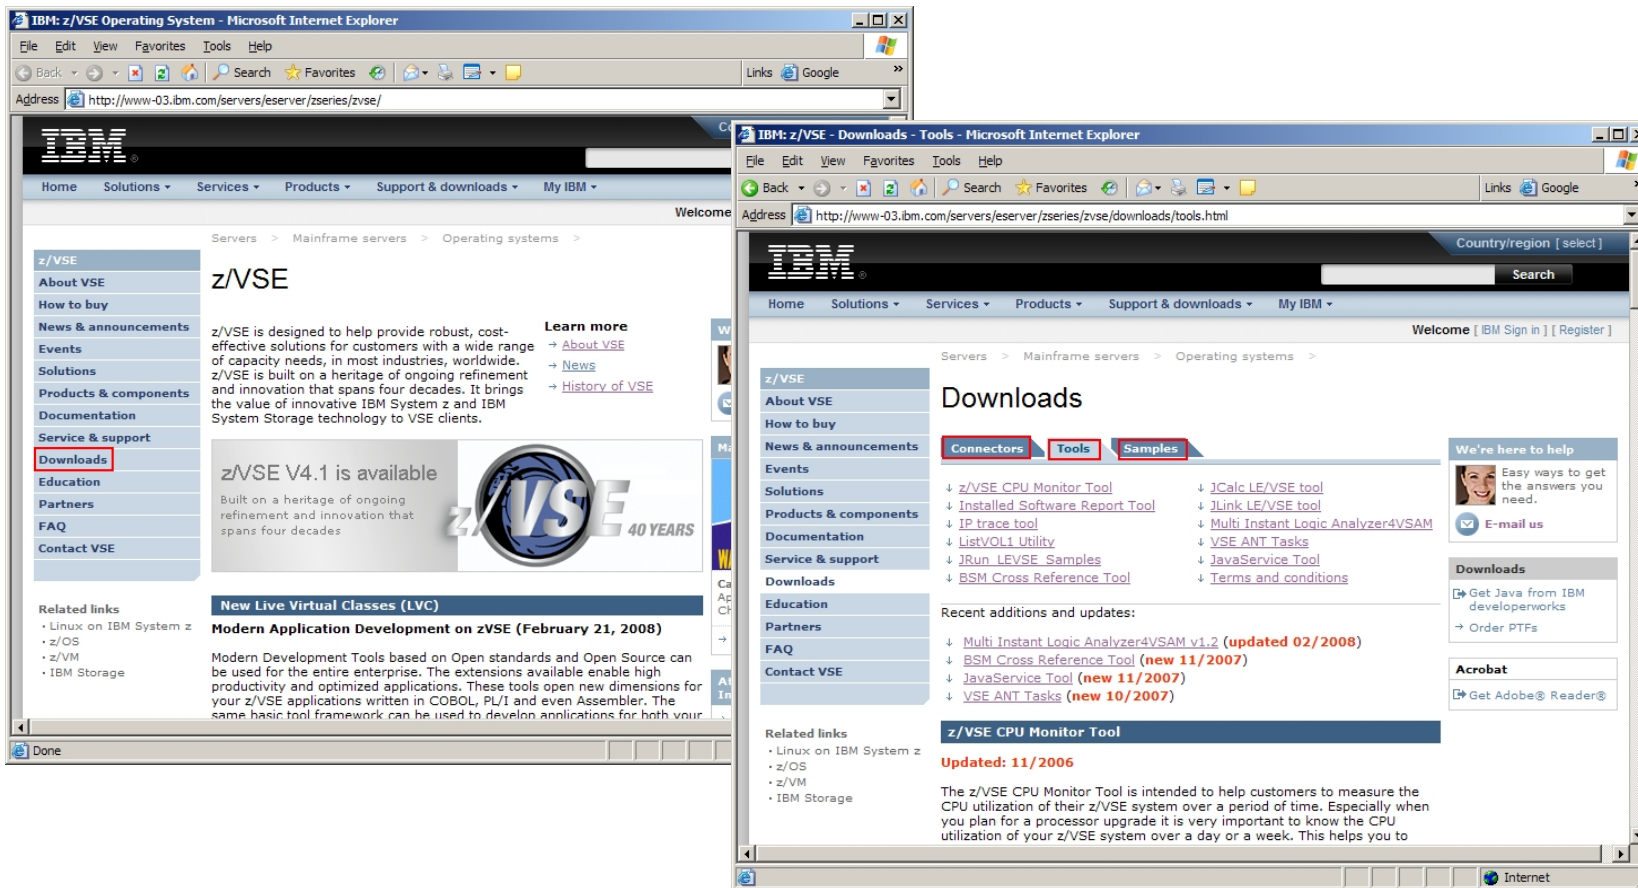 IBM: z/VSE Operating System - Microsoft Internet Explorer
File Edit View Favorites Tools Help
Back Search Favorites Links Google »
Address http://www-03.ibm.com/servers/eserver/zseries/zvse/
IBM®
Home Solutions Services Products Support & downloads My IBM
Welcome
Servers > Mainframe servers > Operating systems >
z/VSE
About VSE
How to buy
News & announcements
Events
Solutions
Products & components
Documentation
Service & support
Downloads
Education
Partners
FAQ
Contact VSE
Related links
· Linux on IBM System z
· z/OS
· z/VM
· IBM Storage
z/VSE
z/VSE is designed to help provide robust, cost-
effective solutions for customers with a wide range
of capacity needs, in most industries, worldwide.
z/VSE is built on a heritage of ongoing refinement
and innovation that spans four decades. It brings
the value of innovative IBM System z and IBM
System Storage technology to VSE clients.
Learn more
→ About VSE
→ News
→ History of VSE
z/VSE V4.1 is available
Built on a heritage of ongoing
refinement and innovation that
spans four decades
z/VSE 40 YEARS
New Live Virtual Classes (LVC)
Modern Application Development on zVSE (February 21, 2008)
Modern Development Tools based on Open standards and Open Source can
be used for the entire enterprise. The extensions available enable high
productivity and optimized applications. These tools open new dimensions for
your z/VSE applications written in COBOL, PL/I and even Assembler. The
same basic tool framework can be used to develop applications for both your
Done
IBM: z/VSE - Downloads - Tools - Microsoft Internet Explorer
File Edit View Favorites Tools Help
Back Search Favorites Links Google
Address http://www-03.ibm.com/servers/eserver/zseries/zvse/downloads/tools.html
Country/region [ select ]
IBM®
Search
Home Solutions Services Products Support & downloads My IBM
Welcome [ IBM Sign in ] [ Register ]
Servers > Mainframe servers > Operating systems >
z/VSE
About VSE
How to buy
News & announcements
Events
Solutions
Products & components
Documentation
Service & support
Downloads
Education
Partners
FAQ
Contact VSE
Related links
· Linux on IBM System z
· z/OS
· z/VM
· IBM Storage
Downloads
Connectors Tools Samples
↓ z/VSE CPU Monitor Tool
↓ Installed Software Report Tool
↓ IP trace tool
↓ ListVOL1 Utility
↓ JRun LEVSE Samples
↓ BSM Cross Reference Tool
↓ JCalc LE/VSE tool
↓ JLink LE/VSE tool
↓ Multi Instant Logic Analyzer4VSAM
↓ VSE ANT Tasks
↓ JavaService Tool
↓ Terms and conditions
Recent additions and updates:
↓ Multi Instant Logic Analyzer4VSAM v1.2 (updated 02/2008)
↓ BSM Cross Reference Tool (new 11/2007)
↓ JavaService Tool (new 11/2007)
↓ VSE ANT Tasks (new 10/2007)
z/VSE CPU Monitor Tool
Updated: 11/2006
The z/VSE CPU Monitor Tool is intended to help customers to measure the
CPU utilization of their z/VSE system over a period of time. Especially when
you plan for a processor upgrade it is very important to know the CPU
utilization of your z/VSE system over a day or a week. This helps you to
We're here to help
Easy ways to get
the answers you
need.
E-mail us
Downloads
Get Java from IBM
developerworks
→ Order PTFs
Acrobat
Get Adobe® Reader®
Internet